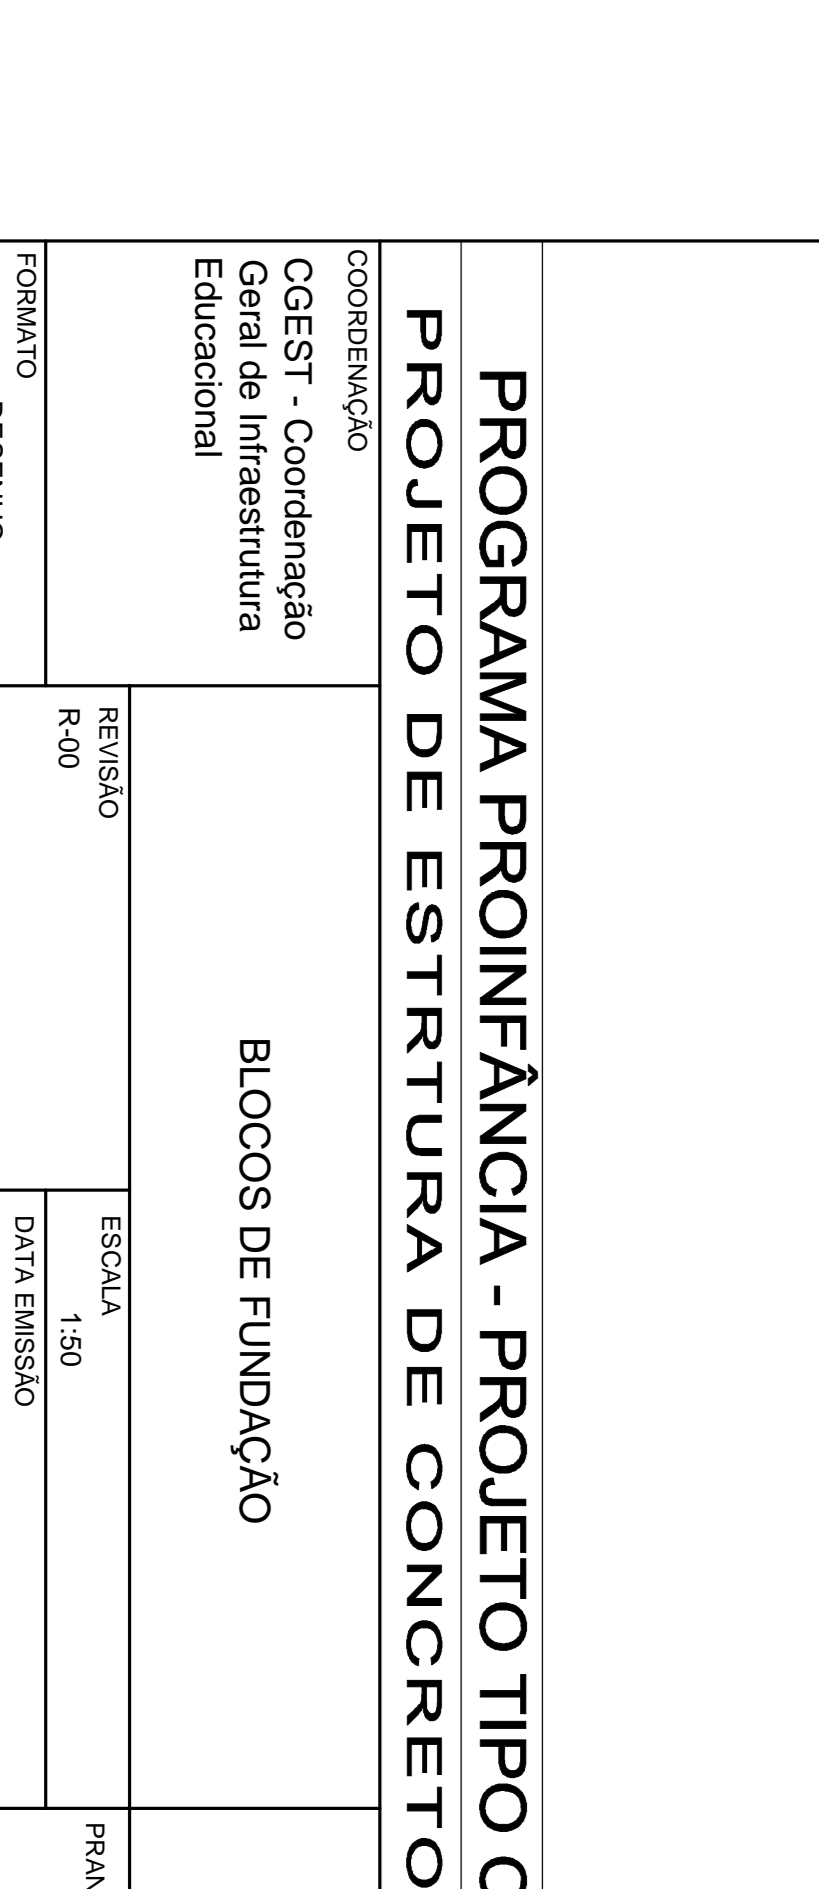 PROGRAMA PROINFÂNCIA - PROJETO TIPO C
PROJETO DE ESTRTURA DE CONCRETO
COORDENAÇÃO
CGEST - Coordenação
Geral de Infraestrutura
Educacional
BLOCOS DE FUNDAÇÃO
REVISÃO
R-00
ESCALA
1:50
PRAN
FORMATO
DATA EMISSÃO